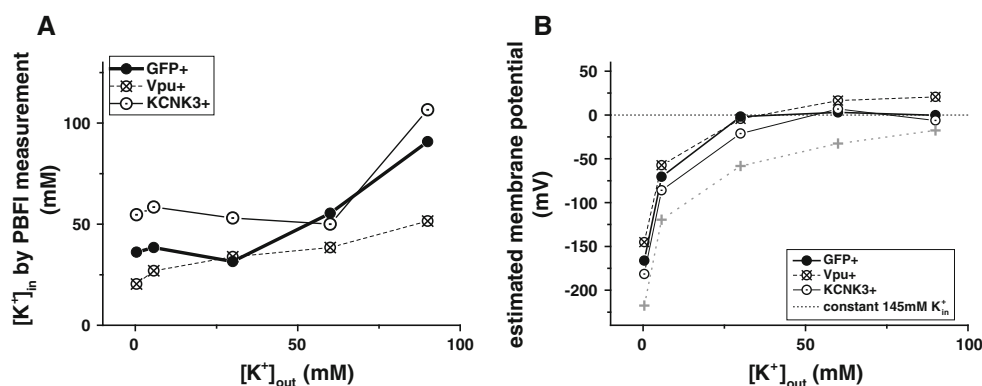 A
GFP+
Vpu+
KCNK3+
100
50
0
[K+]in by PBFI measurement
(mM)
0
50
100
[K+]out (mM)
B
50
25
0
-50
-100
-150
-200
estimated membrane potential
(mV)
GFP+
Vpu+
KCNK3+
constant 145mM K+in
0
50
100
[K+]out (mM)